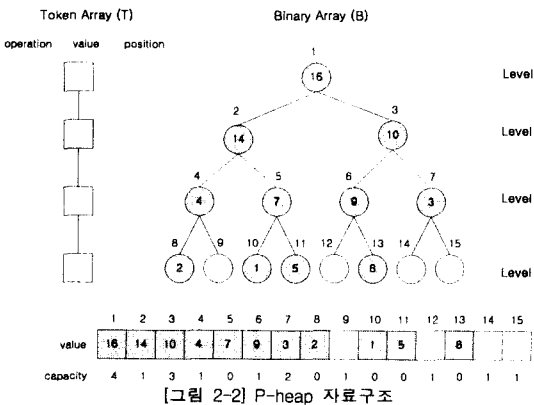 Token Array (T) Binary Array (B)
operation value position
1
16 Level
2 3
14 10 Level
4 5 6 7
4 7 9 3 Level
8 9 10 11 12 13 14 15
2 1 5 8 Level
1 2 3 4 5 6 7 8 9 10 11 12 13 14 15
value 16 14 10 4 7 9 3 2 1 5 8
capacity 4 1 3 1 0 1 2 0 1 0 0 1 0 1 1
[그림 2-2] P-heap 자료구조